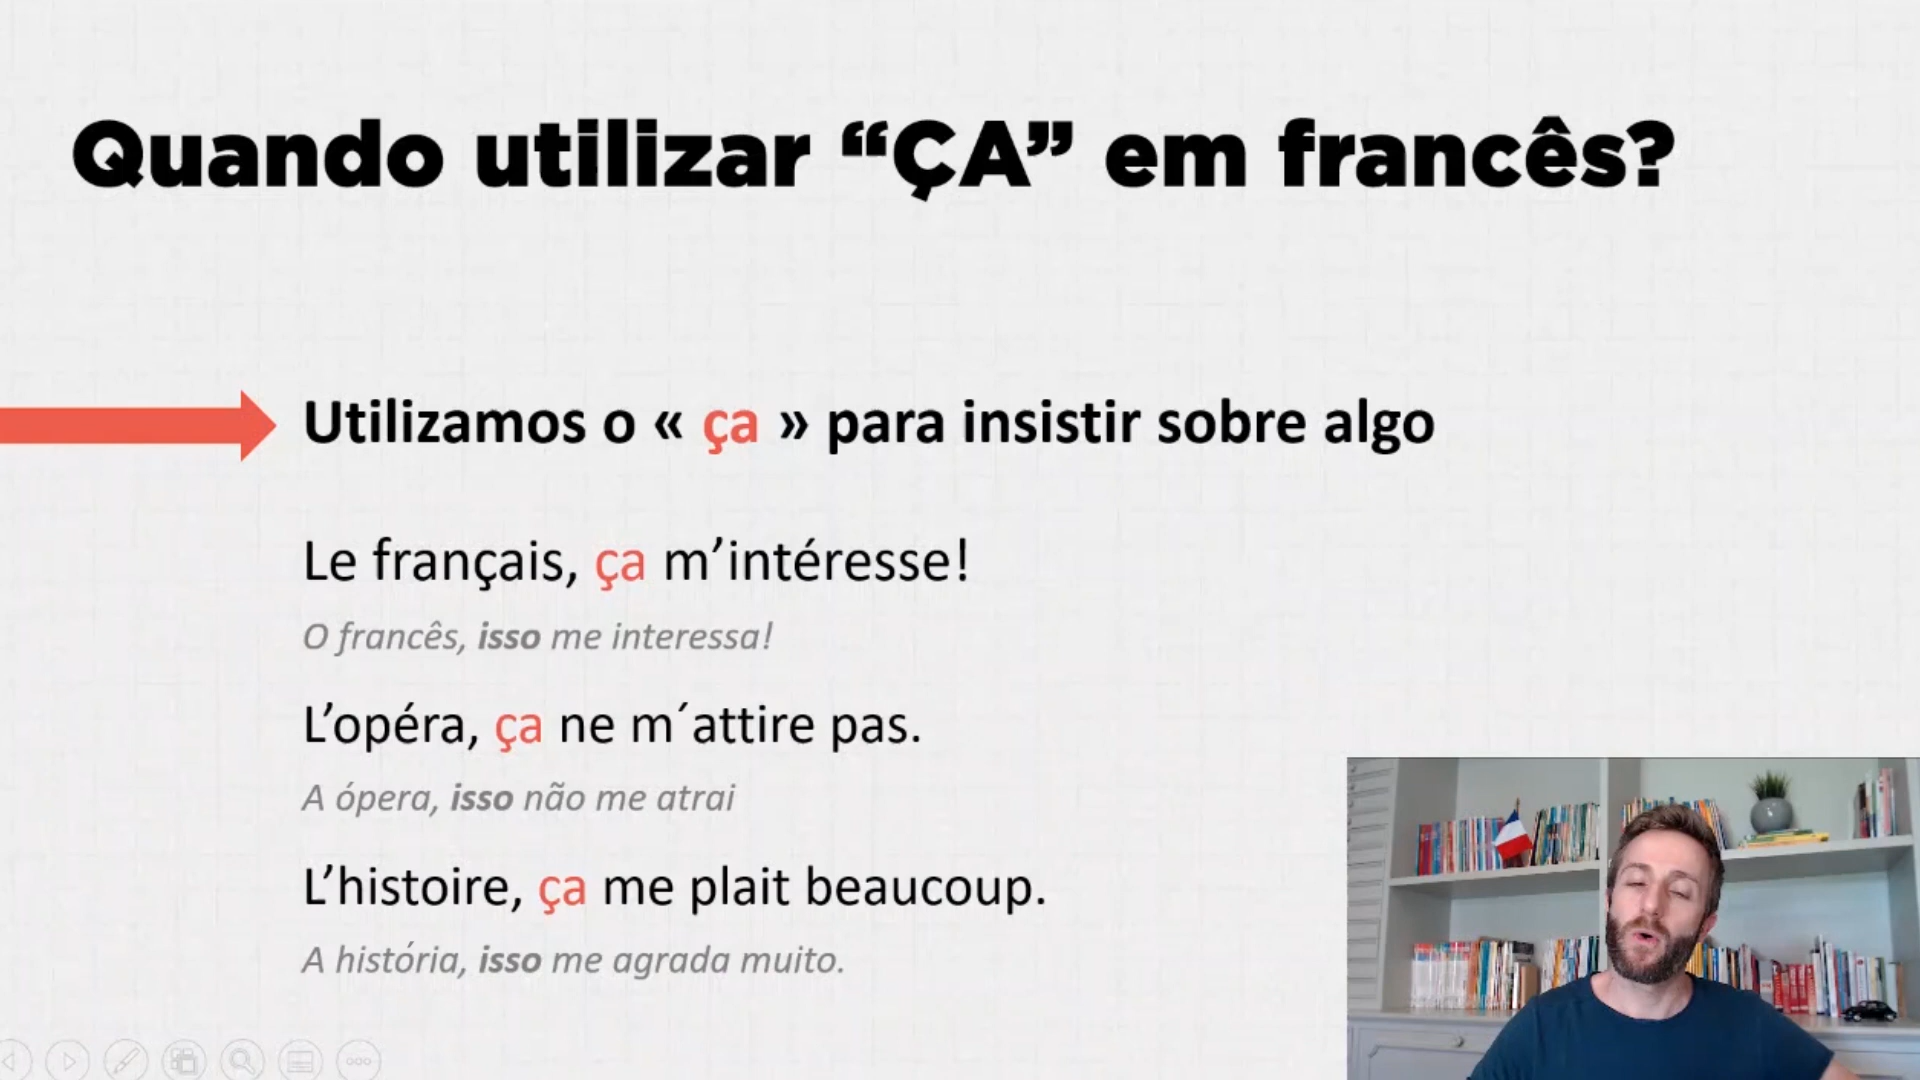 Quando utilizar “ÇA” em francês?
Utilizamos o « ça » para insistir sobre algo
Le français, ça m’intéresse!
O francês, isso me interessa!
L’opéra, ça ne m´attire pas.
A ópera, isso não me atrai
L’histoire, ça me plait beaucoup.
A história, isso me agrada muito.